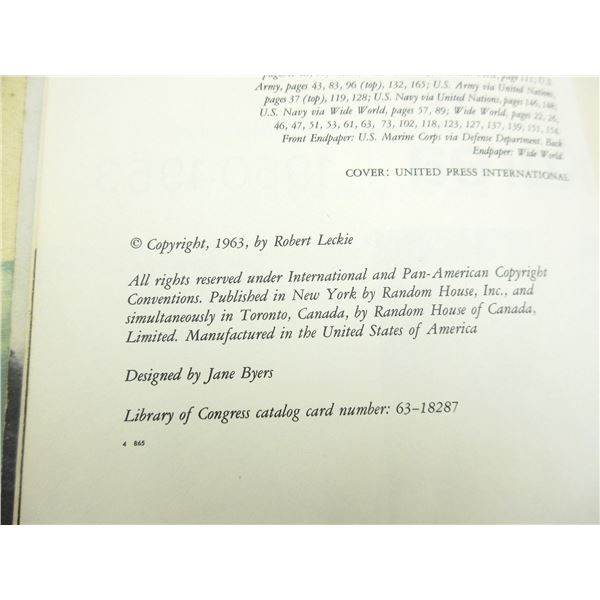 page 111; U.S.
Army, pages 43, 83, 96 (top), 132, 165; U.S. Army via United Nations,
pages 37 (top), 119, 128; U.S. Navy via United Nations, pages 146, 148;
U.S. Navy via Wide World, pages 57, 89; Wide World, pages 22, 26,
46, 47, 51, 53, 61, 63, 73, 102, 118, 123, 127, 137, 139, 151, 154.
Front Endpaper: U.S. Marine Corps via Defense Department. Back
Endpaper: Wide World.
COVER: UNITED PRESS INTERNATIONAL
© Copyright, 1963, by Robert Leckie
All rights reserved under International and Pan-American Copyright
Conventions. Published in New York by Random House, Inc., and
simultaneously in Toronto, Canada, by Random House of Canada,
Limited. Manufactured in the United States of America
Designed by Jane Byers
Library of Congress catalog card number: 63–18287
4 865